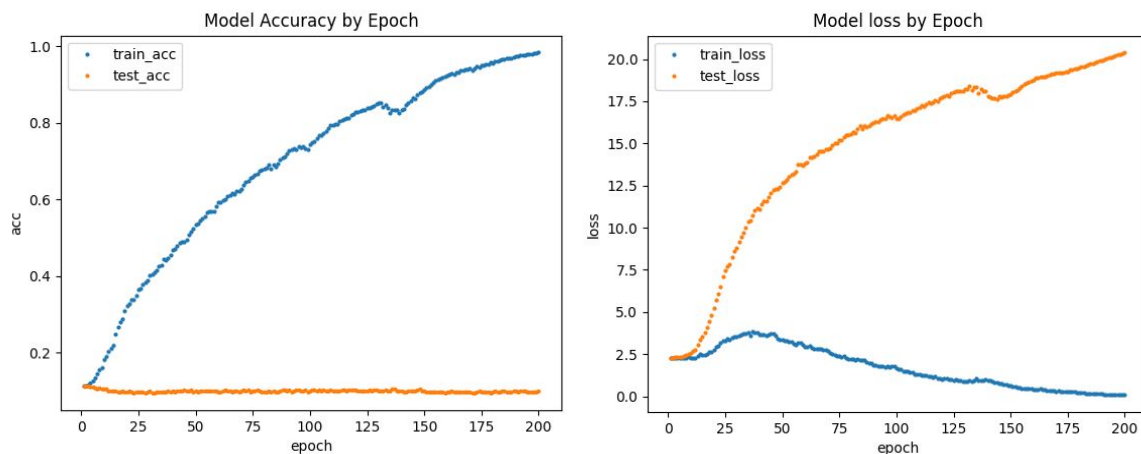 Model Accuracy by Epoch
train_acc
test_acc
1.0
0.8
0.6
0.4
0.2
acc
0 25 50 75 100 125 150 175 200
epoch
Model loss by Epoch
train_loss
test_loss
20.0
17.5
15.0
12.5
10.0
7.5
5.0
2.5
0.0
loss
0 25 50 75 100 125 150 175 200
epoch